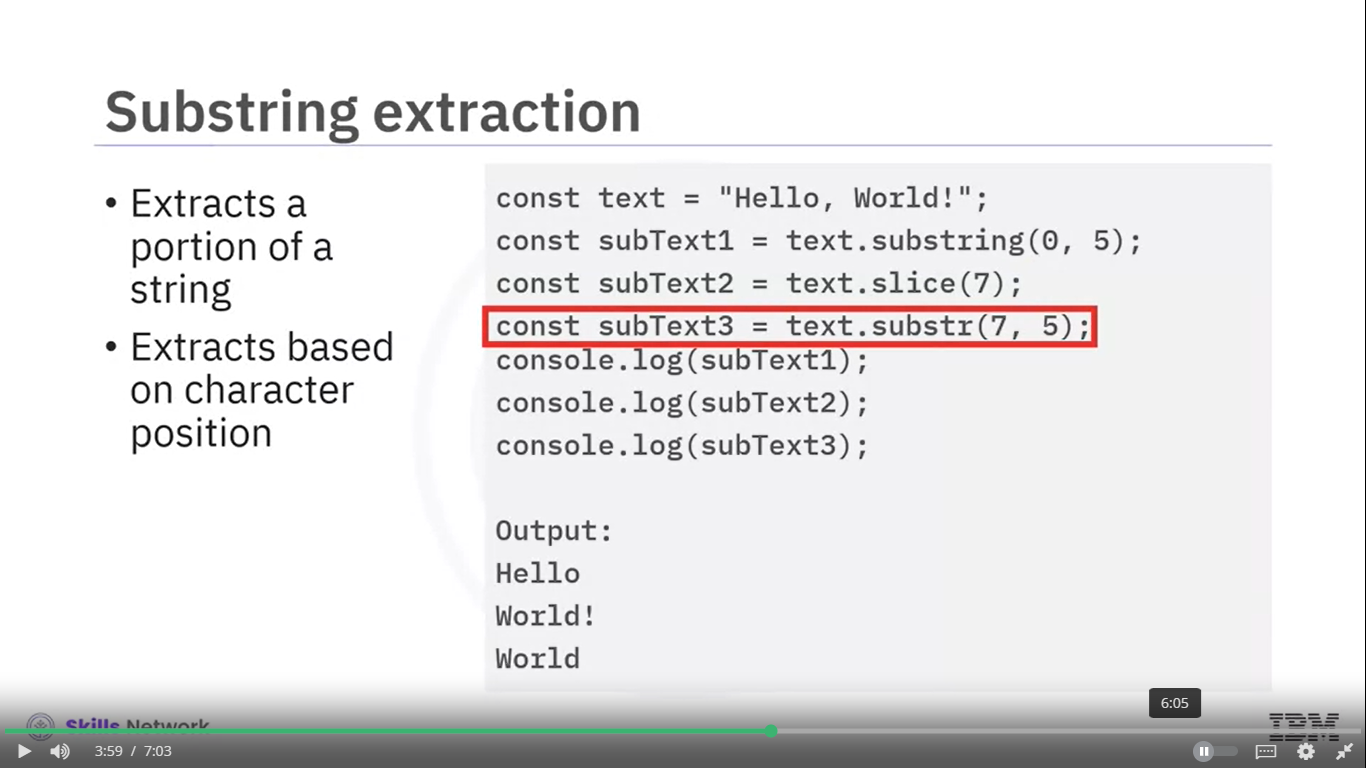 Substring extraction
• Extracts a
portion of a
string
• Extracts based
on character
position
const text = "Hello, World!";
const subText1 = text.substring(0, 5);
const subText2 = text.slice(7);
const subText3 = text.substr(7, 5);
console.log(subText1);
console.log(subText2);
console.log(subText3);
Output:
Hello
World!
World
6:05
Skills Network
IBM
3:59 / 7:03